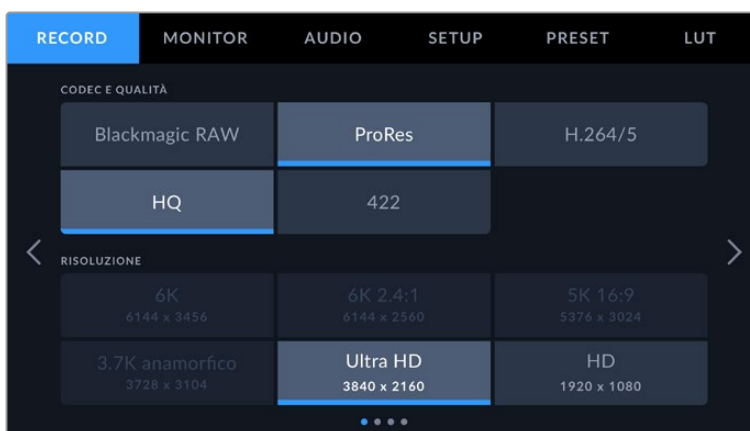 RECORD MONITOR AUDIO SETUP PRESET LUT
CODEC E QUALITÀ
Blackmagic RAW ProRes H.264/5
HQ 422
RISOLUZIONE
6K 6K 2.4:1 5K 16:9
6144 x 3456 6144 x 2560 5376 x 3024
3.7K anamorfico Ultra HD HD
3728 x 3104 3840 x 2160 1920 x 1080